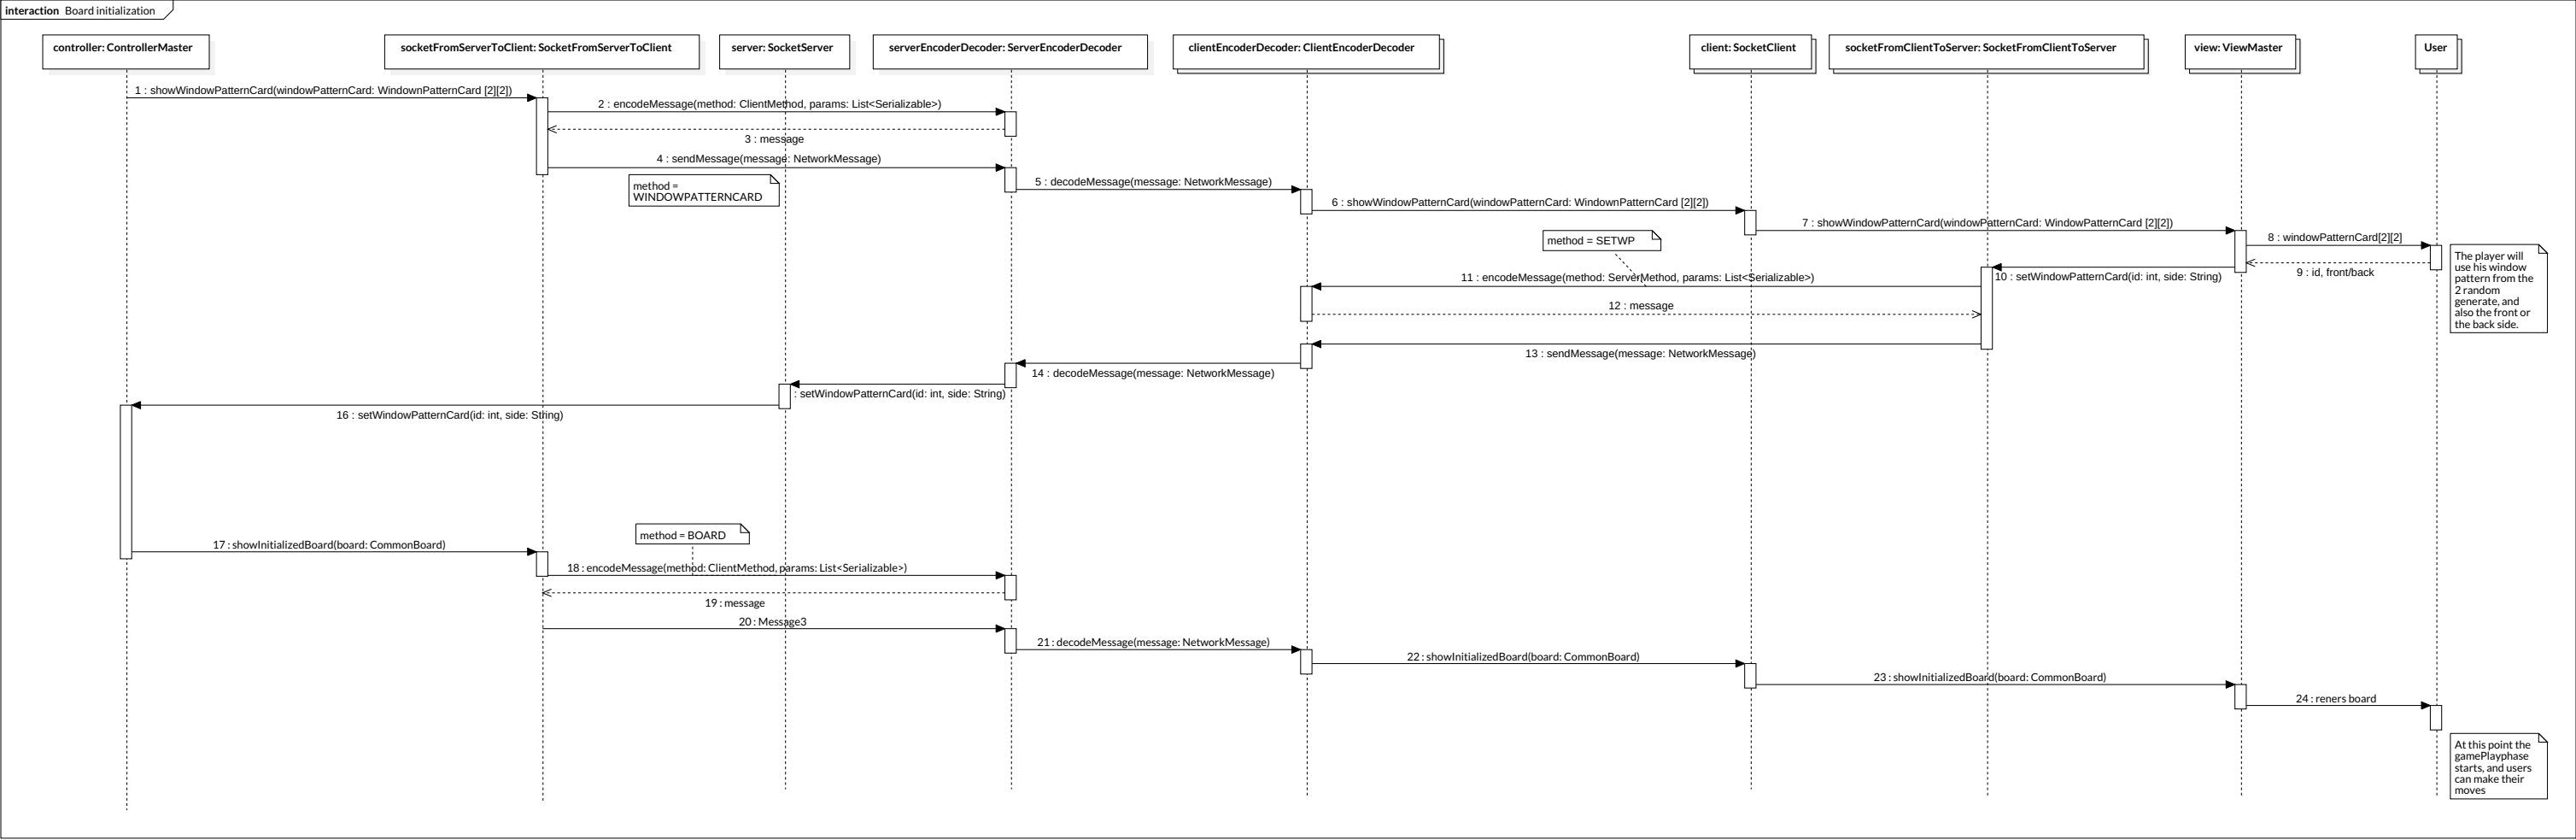 interaction Board initialization
controller: ControllerMaster
socketFromServerToClient: SocketFromServerToClient
server: SocketServer
serverEncoderDecoder: ServerEncoderDecoder
clientEncoderDecoder: ClientEncoderDecoder
client: SocketClient
socketFromClientToServer: SocketFromClientToServer
view: ViewMaster
User
1 : showWindowPatternCard(windowPatternCard: WindownPatternCard [2][2])
2 : encodeMessage(method: ClientMethod, params: List<Serializable>)
3 : message
4 : sendMessage(message: NetworkMessage)
method =
WINDOWPATTERNCARD
5 : decodeMessage(message: NetworkMessage)
6 : showWindowPatternCard(windowPatternCard: WindownPatternCard [2][2])
7 : showWindowPatternCard(windowPatternCard: WindowPatternCard [2][2])
8 : windowPatternCard[2][2]
9 : id, front/back
The player will
use his window
pattern from the
2 random
generate, and
also the front or
the back side.
10 : setWindowPatternCard(id: int, side: String)
method = SETWP
11 : encodeMessage(method: ServerMethod, params: List<Serializable>)
12 : message
13 : sendMessage(message: NetworkMessage)
14 : decodeMessage(message: NetworkMessage)
: setWindowPatternCard(id: int, side: String)
16 : setWindowPatternCard(id: int, side: String)
17 : showInitializedBoard(board: CommonBoard)
method = BOARD
18 : encodeMessage(method: ClientMethod, params: List<Serializable>)
19 : message
20 : Message3
21 : decodeMessage(message: NetworkMessage)
22 : showInitializedBoard(board: CommonBoard)
23 : showInitializedBoard(board: CommonBoard)
24 : reners board
At this point the
gamePlayphase
starts, and users
can make their
moves